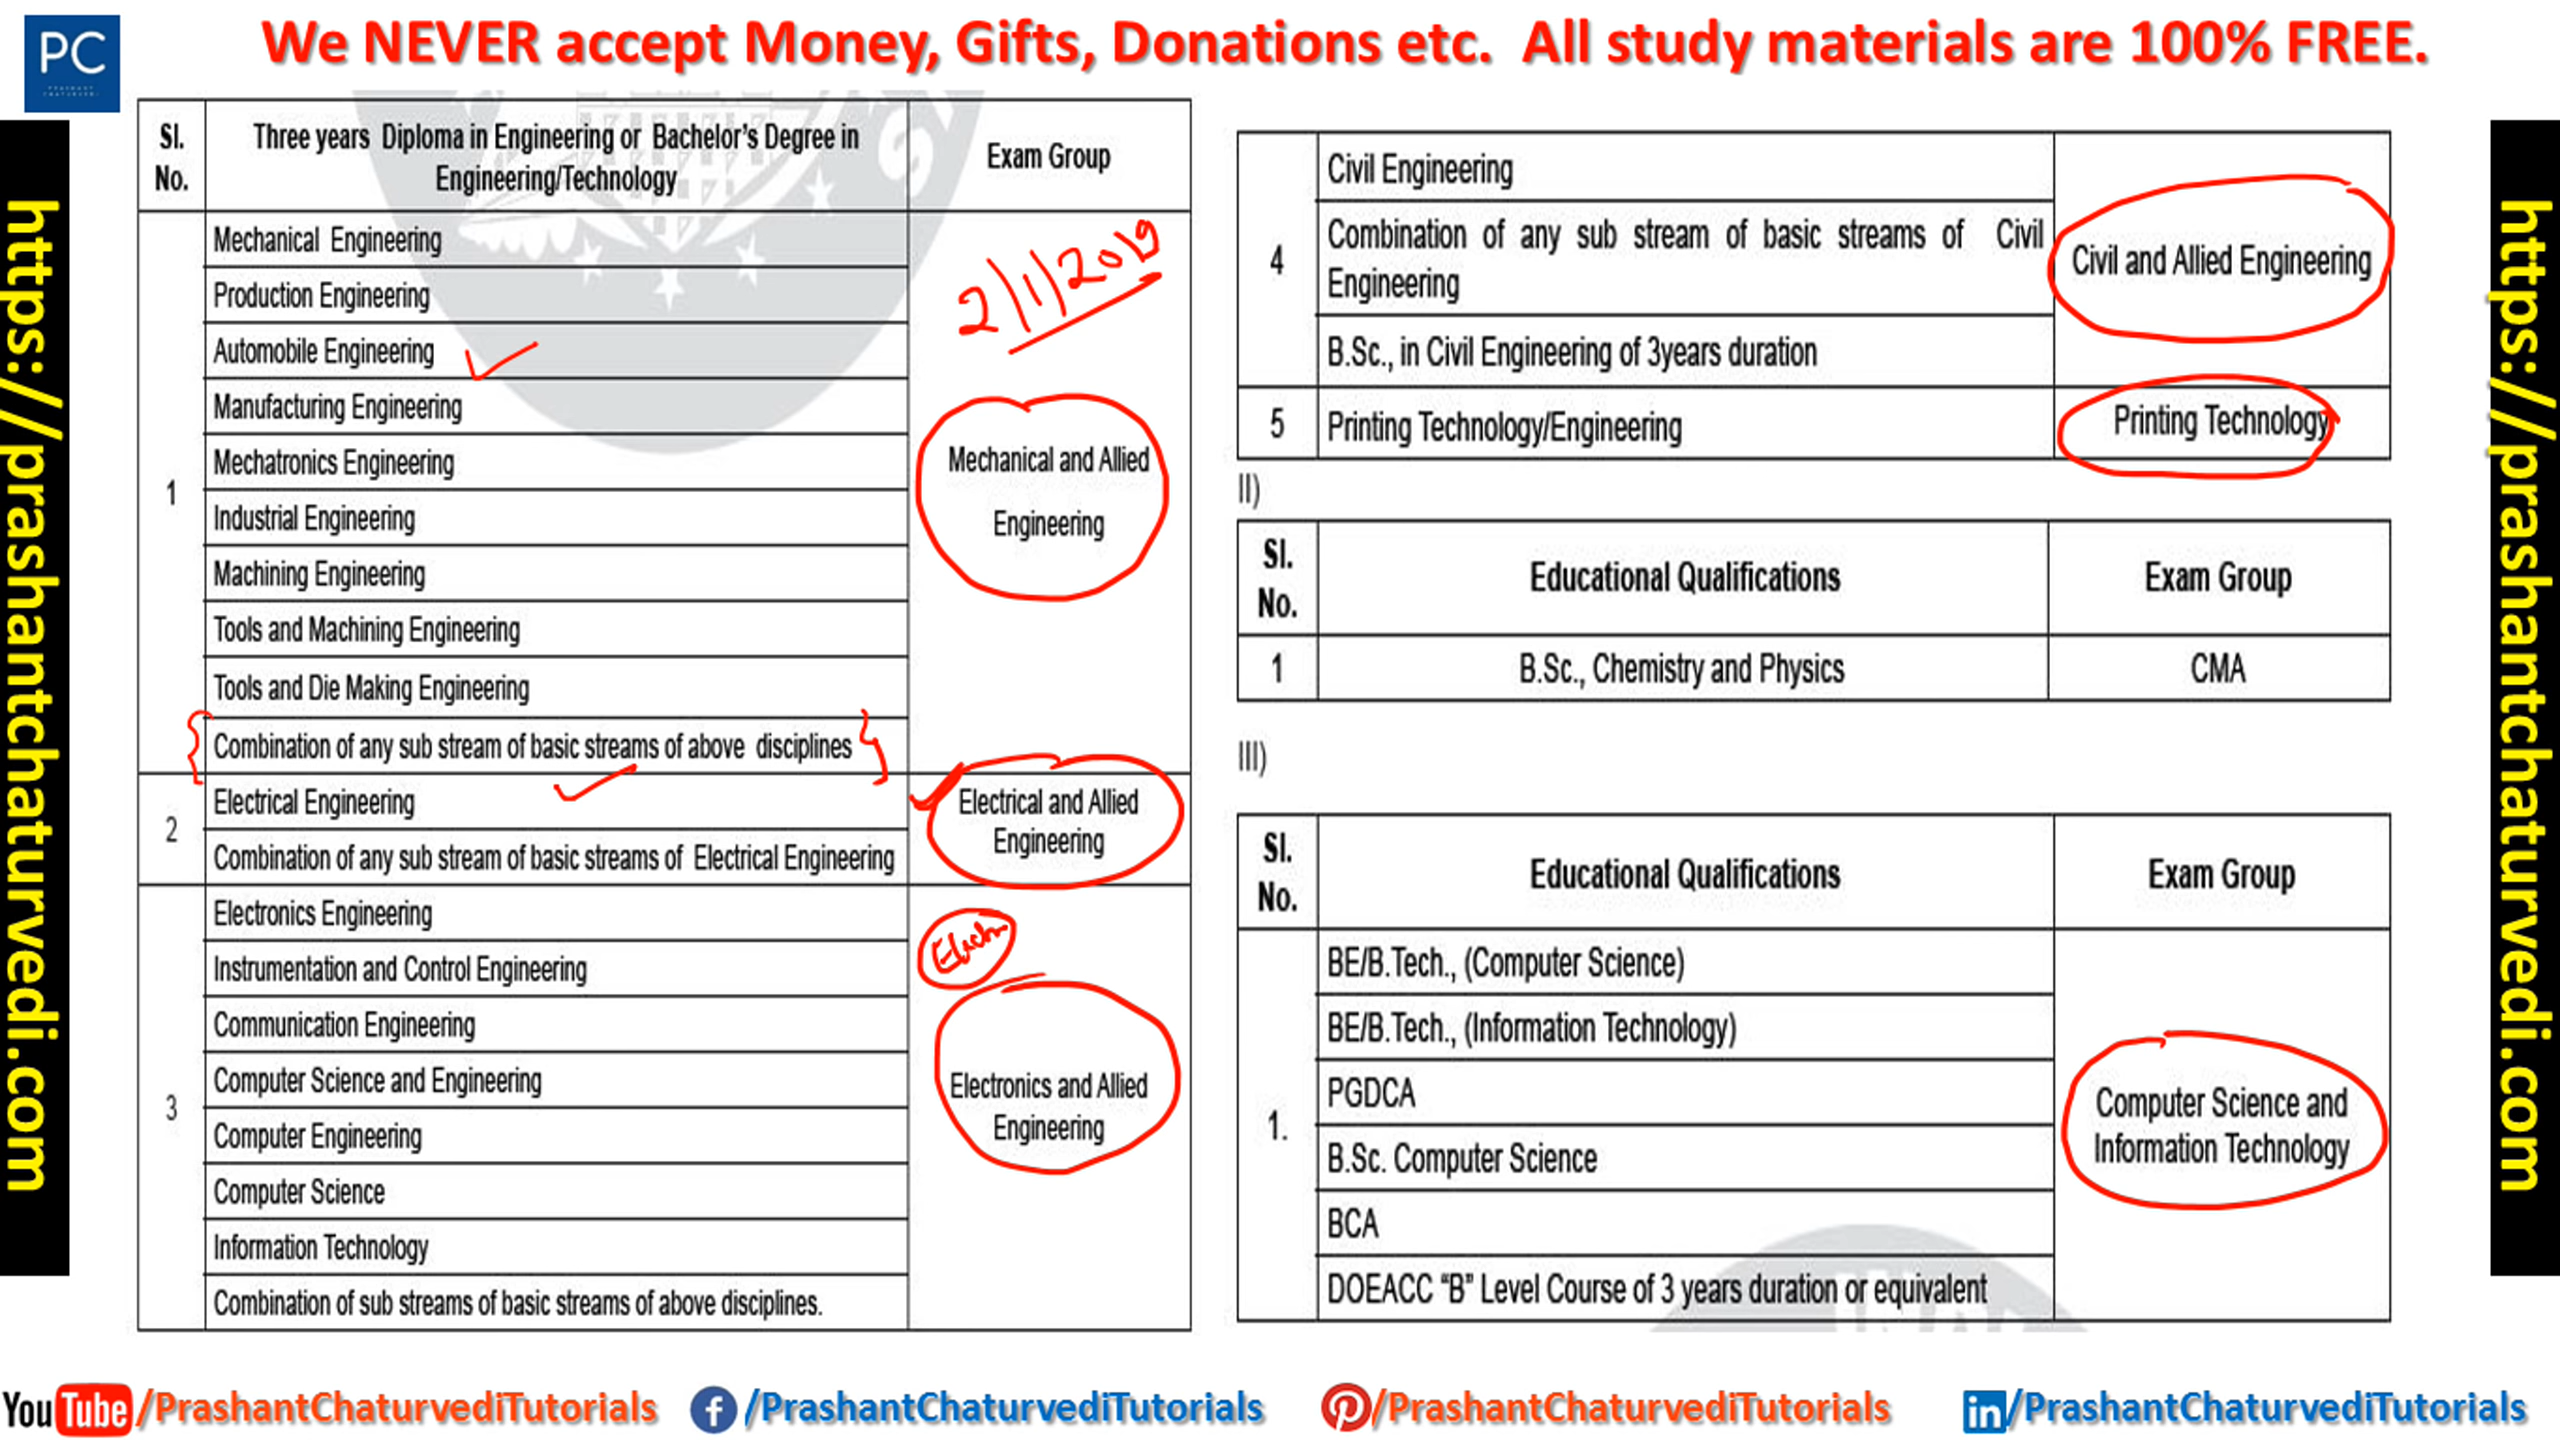 PC
PRASHANT
CHATURVEDI
We NEVER accept Money, Gifts, Donations etc.  All study materials are 100% FREE.
https://prashantchaturvedi.com
Sl. No.
Three years Diploma in Engineering or Bachelor's Degree in
Engineering/Technology
Exam Group
1
Mechanical Engineering
Production Engineering
Automobile Engineering
Manufacturing Engineering
Mechatronics Engineering
Industrial Engineering
Machining Engineering
Tools and Machining Engineering
Tools and Die Making Engineering
Combination of any sub stream of basic streams of above disciplines
2/1/2019
Mechanical and Allied
Engineering
2
Electrical Engineering
Combination of any sub stream of basic streams of Electrical Engineering
Electrical and Allied
Engineering
3
Electronics Engineering
Instrumentation and Control Engineering
Communication Engineering
Computer Science and Engineering
Computer Engineering
Computer Science
Information Technology
Combination of sub streams of basic streams of above disciplines.
Electronics and Allied
Engineering
4
Civil Engineering
Combination of any sub stream of basic streams of Civil
Engineering
B.Sc., in Civil Engineering of 3years duration
Civil and Allied Engineering
5
Printing Technology/Engineering
Printing Technology
II)
Sl. No.
Educational Qualifications
Exam Group
1
B.Sc., Chemistry and Physics
CMA
III)
Sl. No.
Educational Qualifications
Exam Group
1.
BE/B.Tech., (Computer Science)
BE/B.Tech., (Information Technology)
PGDCA
B.Sc. Computer Science
BCA
DOEACC “B” Level Course of 3 years duration or equivalent
Computer Science and
Information Technology
https://prashantchaturvedi.com
YouTube/PrashantChaturvediTutorials
f/PrashantChaturvediTutorials
/PrashantChaturvediTutorials
in/PrashantChaturvediTutorials